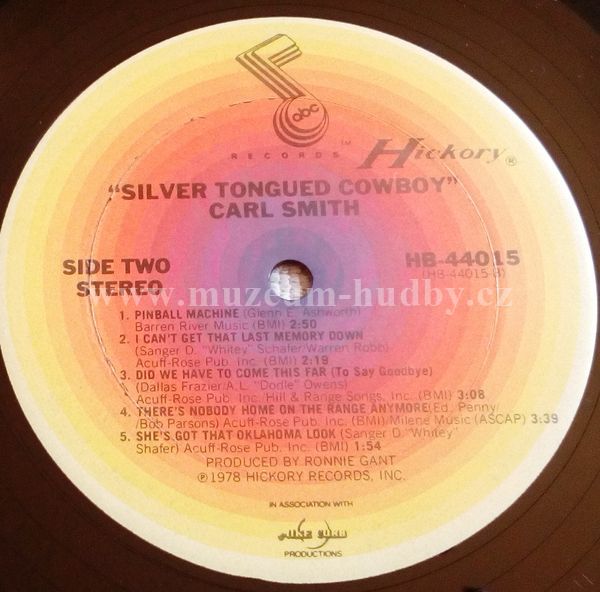 abc
RECORDS TM Hickory ®
"SILVER TONGUED COWBOY"
CARL SMITH
SIDE TWO
STEREO
HB-44015
(HB-44015-B)
www.muzeum-hudby.cz
1. PINBALL MACHINE (Glenn E. Ashworth)
Barren River Music (BMI) 2:50
2. I CAN'T GET THAT LAST MEMORY DOWN
(Sanger D. "Whitey" Schafer/Warren Robb)
Acuff-Rose Pub. Inc. (BMI) 2:19
3. DID WE HAVE TO COME THIS FAR (To Say Goodbye)
(Dallas Frazier/A.L. "Dodie" Owens)
Acuff-Rose Pub. Inc. Hill & Range Songs, Inc. (BMI) 3:08
4. THERE'S NOBODY HOME ON THE RANGE ANYMORE (Ed. Penny/
Bob Parsons) Acuff-Rose Pub. Inc. (BMI)/Milene Music (ASCAP) 3:39
5. SHE'S GOT THAT OKLAHOMA LOOK (Sanger D. "Whitey"
Shafer) Acuff-Rose Pub. Inc. (BMI) 1:54
PRODUCED BY RONNIE GANT
℗ 1978 HICKORY RECORDS, INC.
IN ASSOCIATION WITH
MIKE CURB
PRODUCTIONS